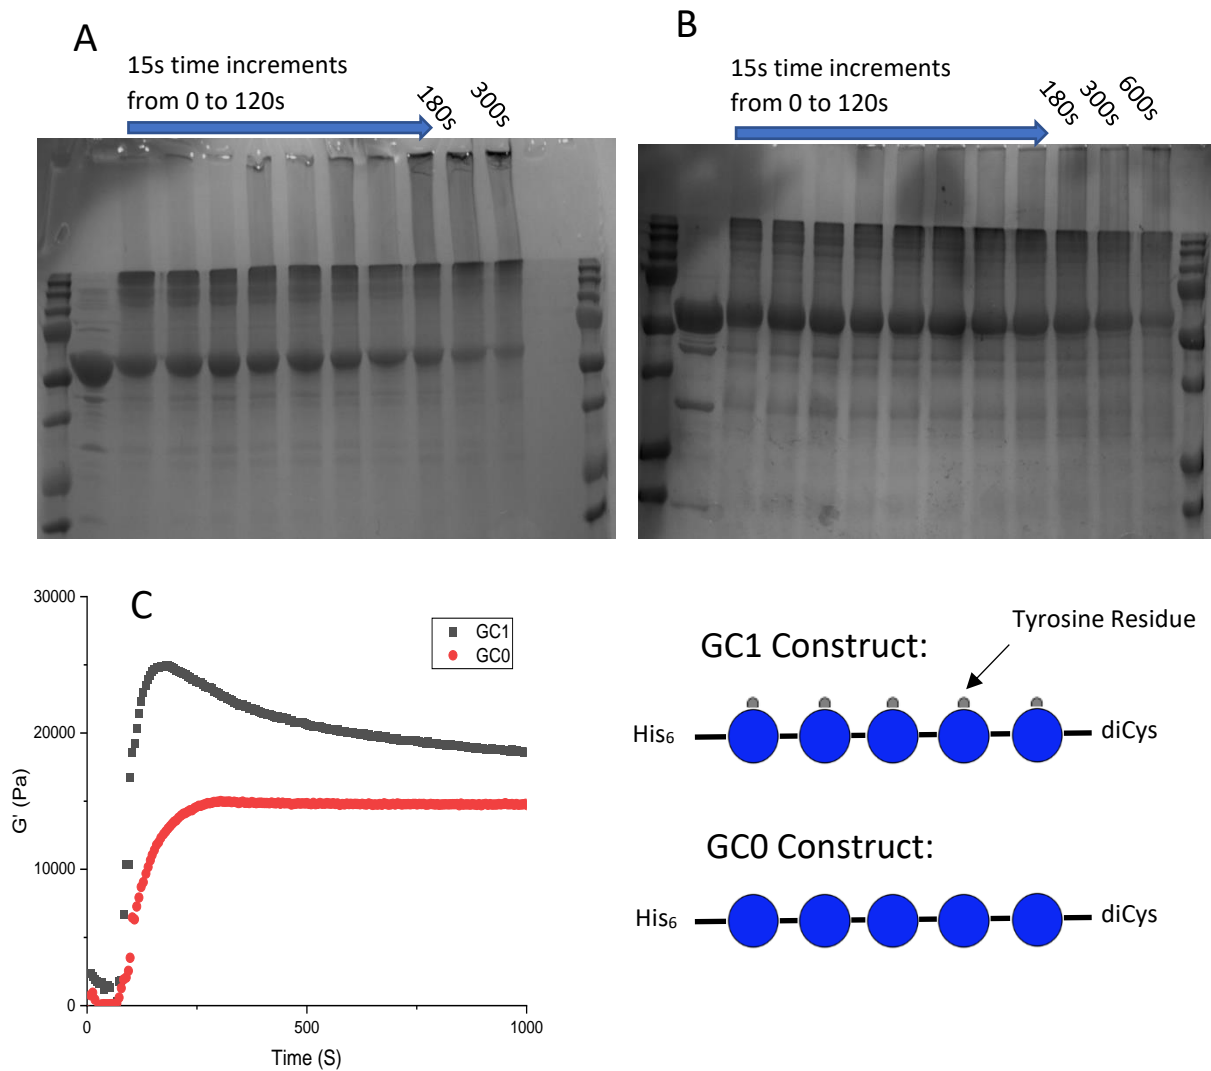 A
15s time increments
from 0 to 120s
180s
300s
B
15s time increments
from 0 to 120s
180s
300s
600s
C
30000
20000
10000
0
G' (Pa)
0
500
1000
Time (S)
GC1
GC0
Tyrosine Residue
GC1 Construct:
His₆
diCys
GC0 Construct:
His₆
diCys